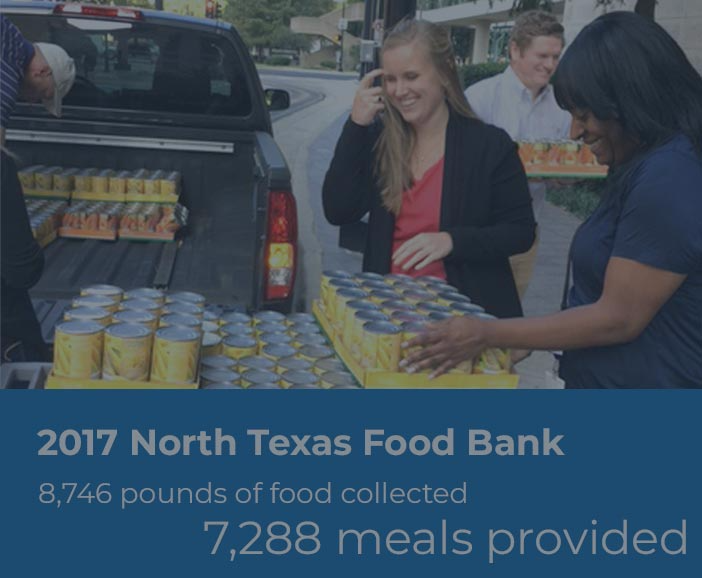 2017 North Texas Food Bank
8,746 pounds of food collected
7,288 meals provided